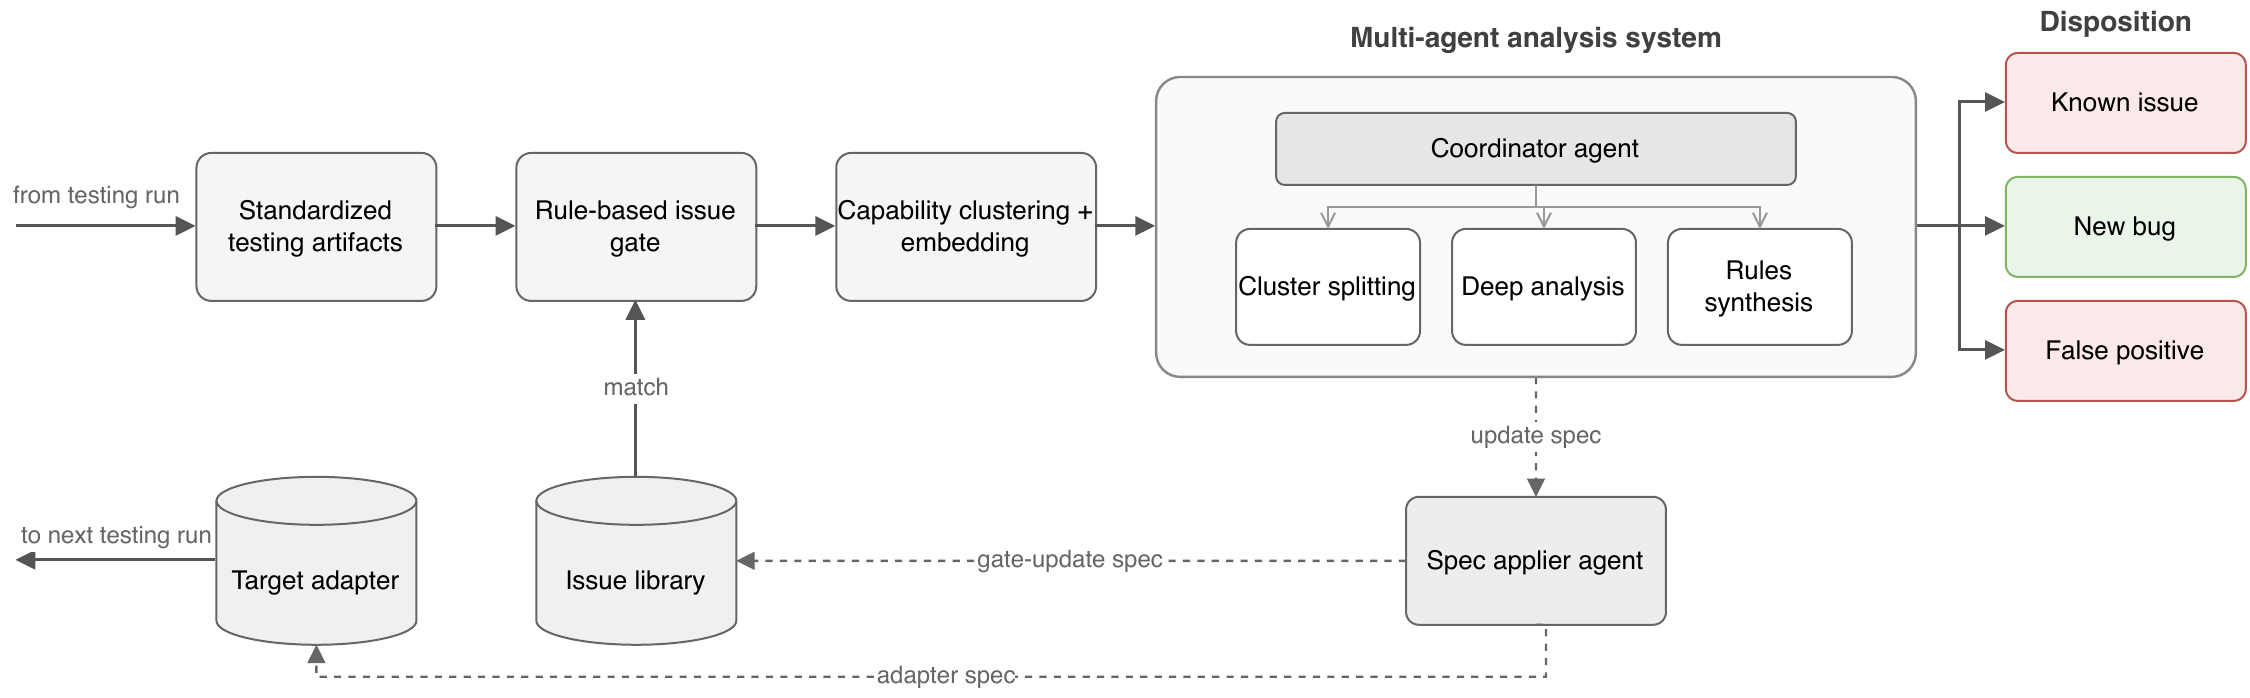 Multi-agent analysis system
Disposition
from testing run
Standardized
testing artifacts
Rule-based issue
gate
Capability clustering +
embedding
Coordinator agent
Cluster splitting
Deep analysis
Rules
synthesis
Known issue
New bug
False positive
match
update spec
to next testing run
Target adapter
Issue library
gate-update spec
Spec applier agent
adapter spec